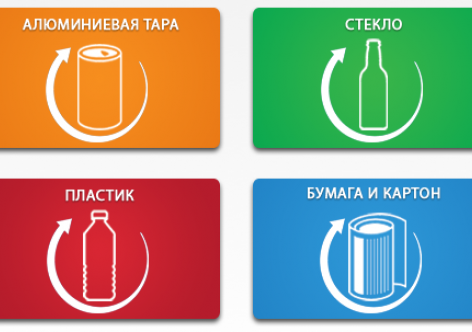 АЛЮМИНИЕВАЯ ТАРА
СТЕКЛО
ПЛАСТИК
БУМАГА И КАРТОН